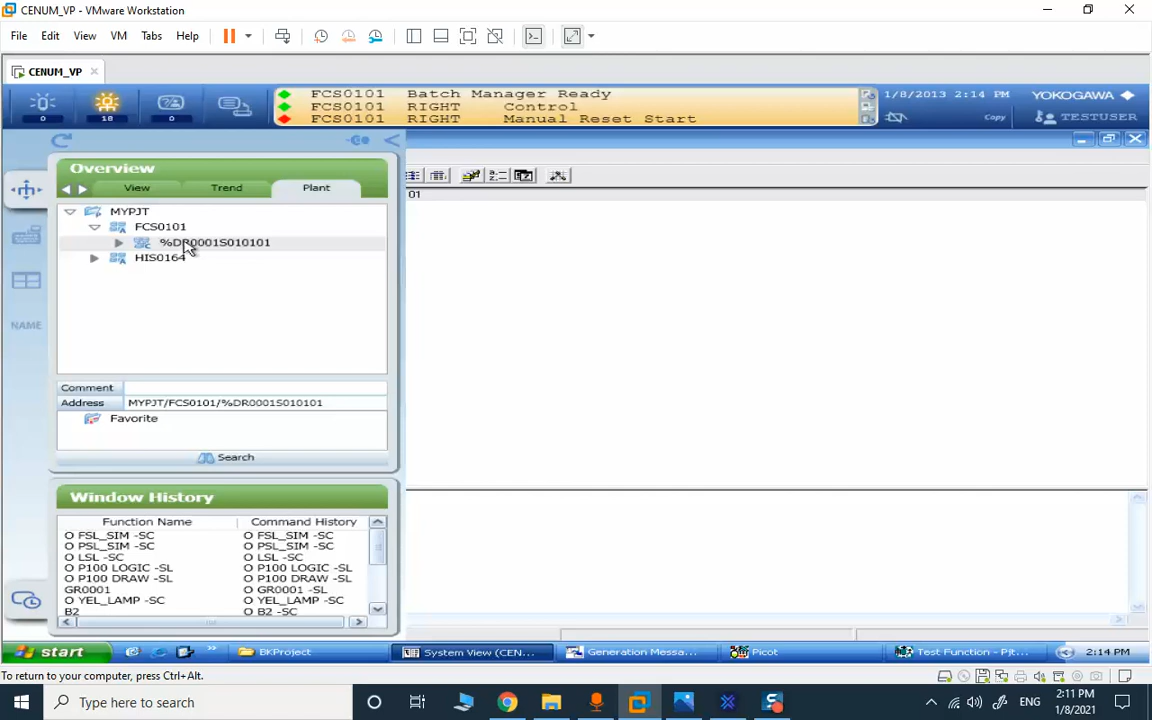 CENUM_VP - VMware Workstation
File Edit View VM Tabs Help
CENUM_VP
0 18 0
FCS0101 Batch Manager Ready
FCS0101 RIGHT Control
FCS0101 RIGHT Manual Reset Start
1/8/2013 2:14 PM YOKOGAWA
Copy TESTUSER
Overview
View Trend Plant
01
MYPJT
FCS0101
%DR0001S010101
HIS0164
NAME
Comment
Address MYPJT/FCS0101/%DR0001S010101
Favorite
Search
Window History
Function Name Command History
O FSL_SIM -SC O FSL_SIM -SC
O PSL_SIM -SC O PSL_SIM -SC
O LSL -SC O LSL -SC
O P100 LOGIC -SL O P100 LOGIC -SL
O P100 DRAW -SL O P100 DRAW -SL
GR0001 O GR0001 -SL
O YEL_LAMP -SC O YEL_LAMP -SC
B2 O B2 -SC
start BKProject System View (CEN... Generation Messa... Picot Test Function - Pjt... 2:14 PM
To return to your computer, press Ctrl+Alt.
Type here to search
ENG
2:11 PM
1/8/2021